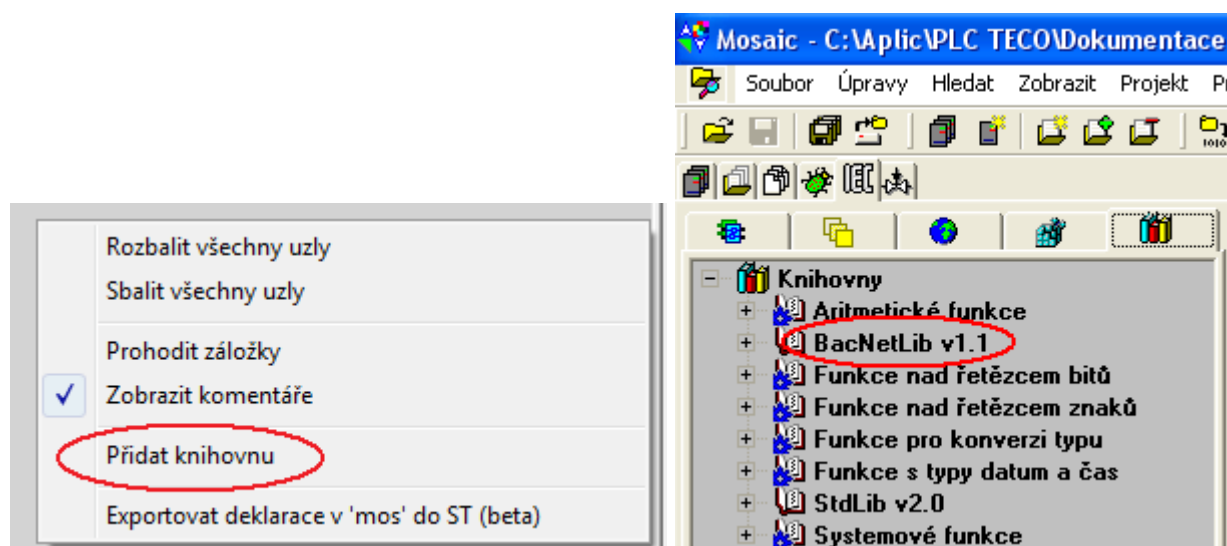 Rozbalit všechny uzly
Sbalit všechny uzly
Prohodit záložky
Zobrazit komentáře
Přidat knihovnu
Exportovat deklarace v 'mos' do ST (beta)
Mosaic - C:\Aplic\PLC TECO\Dokumentace
Soubor Úpravy Hledat Zobrazit Projekt
Knihovny
Aritmetické funkce
BacNetLib v1.1
Funkce nad řetězcem bitů
Funkce nad řetězcem znaků
Funkce pro konverzi typu
Funkce s typy datum a čas
StdLib v2.0
Systemové funkce